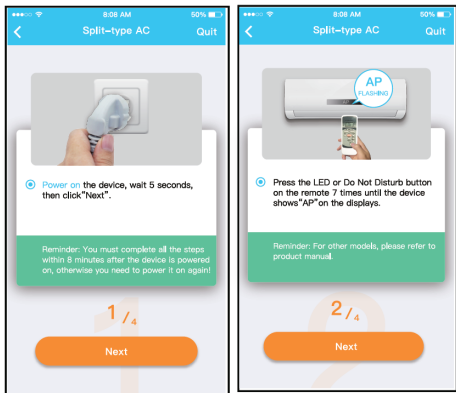 8:08 AM
50%
Split-type AC
Quit
Power on the device, wait 5 seconds,
then click"Next".
Reminder: You must complete all the steps
within 8 minutes after the device is powered
on, otherwise you need to power it on again!
1/4
Next
8:08 AM
50%
Split-type AC
Quit
AP
FLASHING
Press the LED or Do Not Disturb button
on the remote 7 times until the device
shows"AP"on the displays.
Reminder: For other models, please refer to
product manual.
2/4
Next